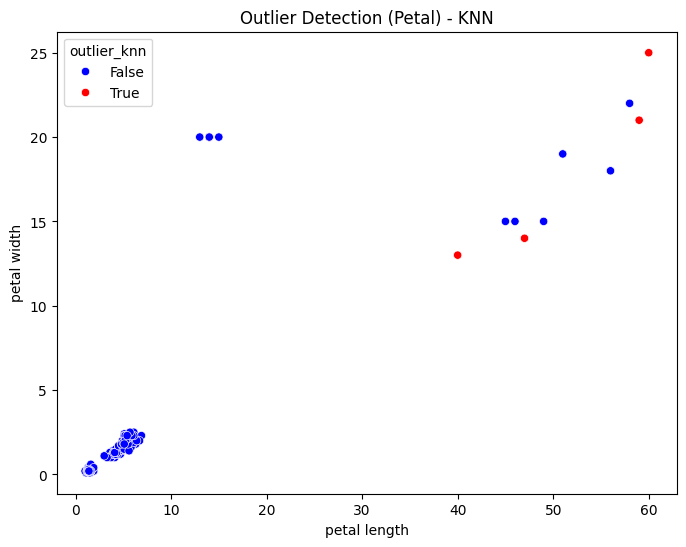 Outlier Detection (Petal) - KNN
outlier_knn
False
True
petal width
25
20
15
10
5
0
0 10 20 30 40 50 60
petal length